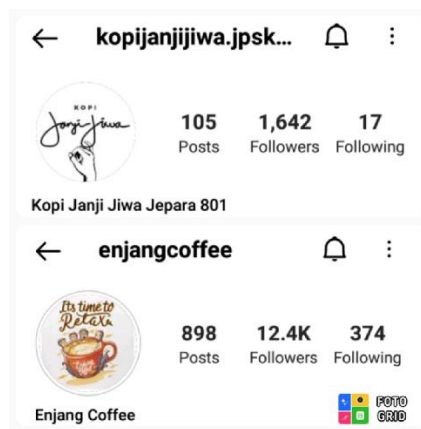 kopijanjijiwa.jpsk...
KOPI
Janji Jiwa
105 1,642 17
Posts Followers Following
Kopi Janji Jiwa Jepara 801
enjangcoffee
It's time to
Relax
898 12.4K 374
Posts Followers Following
Enjang Coffee
FOTO
GRID